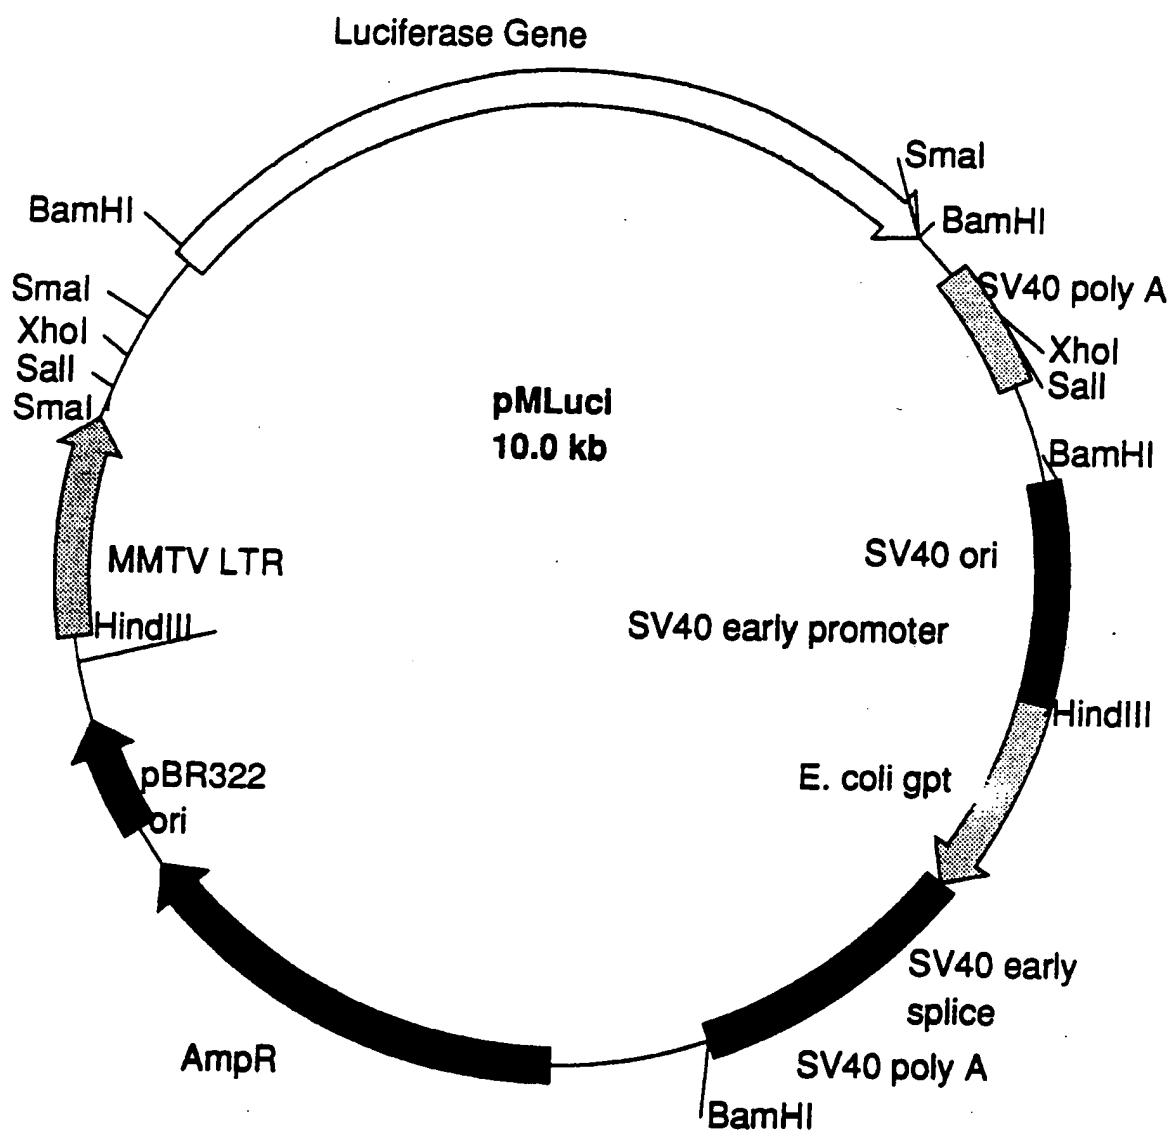 Luciferase Gene
SmaI
BamHI
BamHI
SmaI
SV40 poly A
XhoI
XhoI
SalI
SalI
SmaI
pMLuci
10.0 kb
BamHI
SV40 ori
MMTV LTR
HindIII
SV40 early promoter
HindIII
pBR322
ori
E. coli gpt
SV40 early
splice
AmpR
SV40 poly A
BamHI